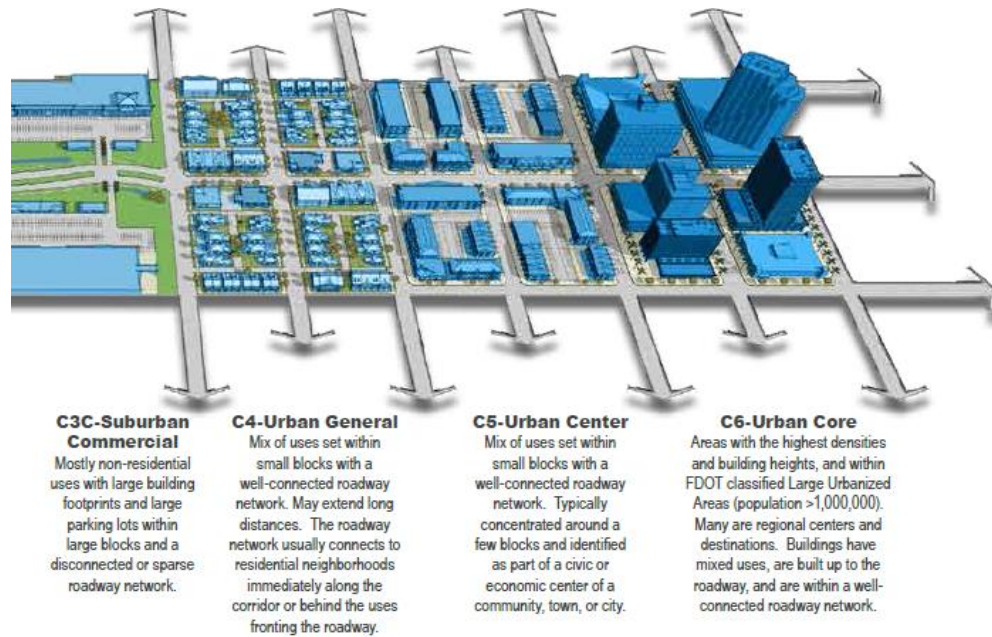 C3C-Suburban
Commercial
Mostly non-residential
uses with large building
footprints and large
parking lots within
large blocks and a
disconnected or sparse
roadway network.
C4-Urban General
Mix of uses set within
small blocks with a
well-connected roadway
network. May extend long
distances. The roadway
network usually connects to
residential neighborhoods
immediately along the
corridor or behind the uses
fronting the roadway.
C5-Urban Center
Mix of uses set within
small blocks with a
well-connected roadway
network. Typically
concentrated around a
few blocks and identified
as part of a civic or
economic center of a
community, town, or city.
C6-Urban Core
Areas with the highest densities
and building heights, and within
FDOT classified Large Urbanized
Areas (population >1,000,000).
Many are regional centers and
destinations. Buildings have
mixed uses, are built up to the
roadway, and are within a well-
connected roadway network.